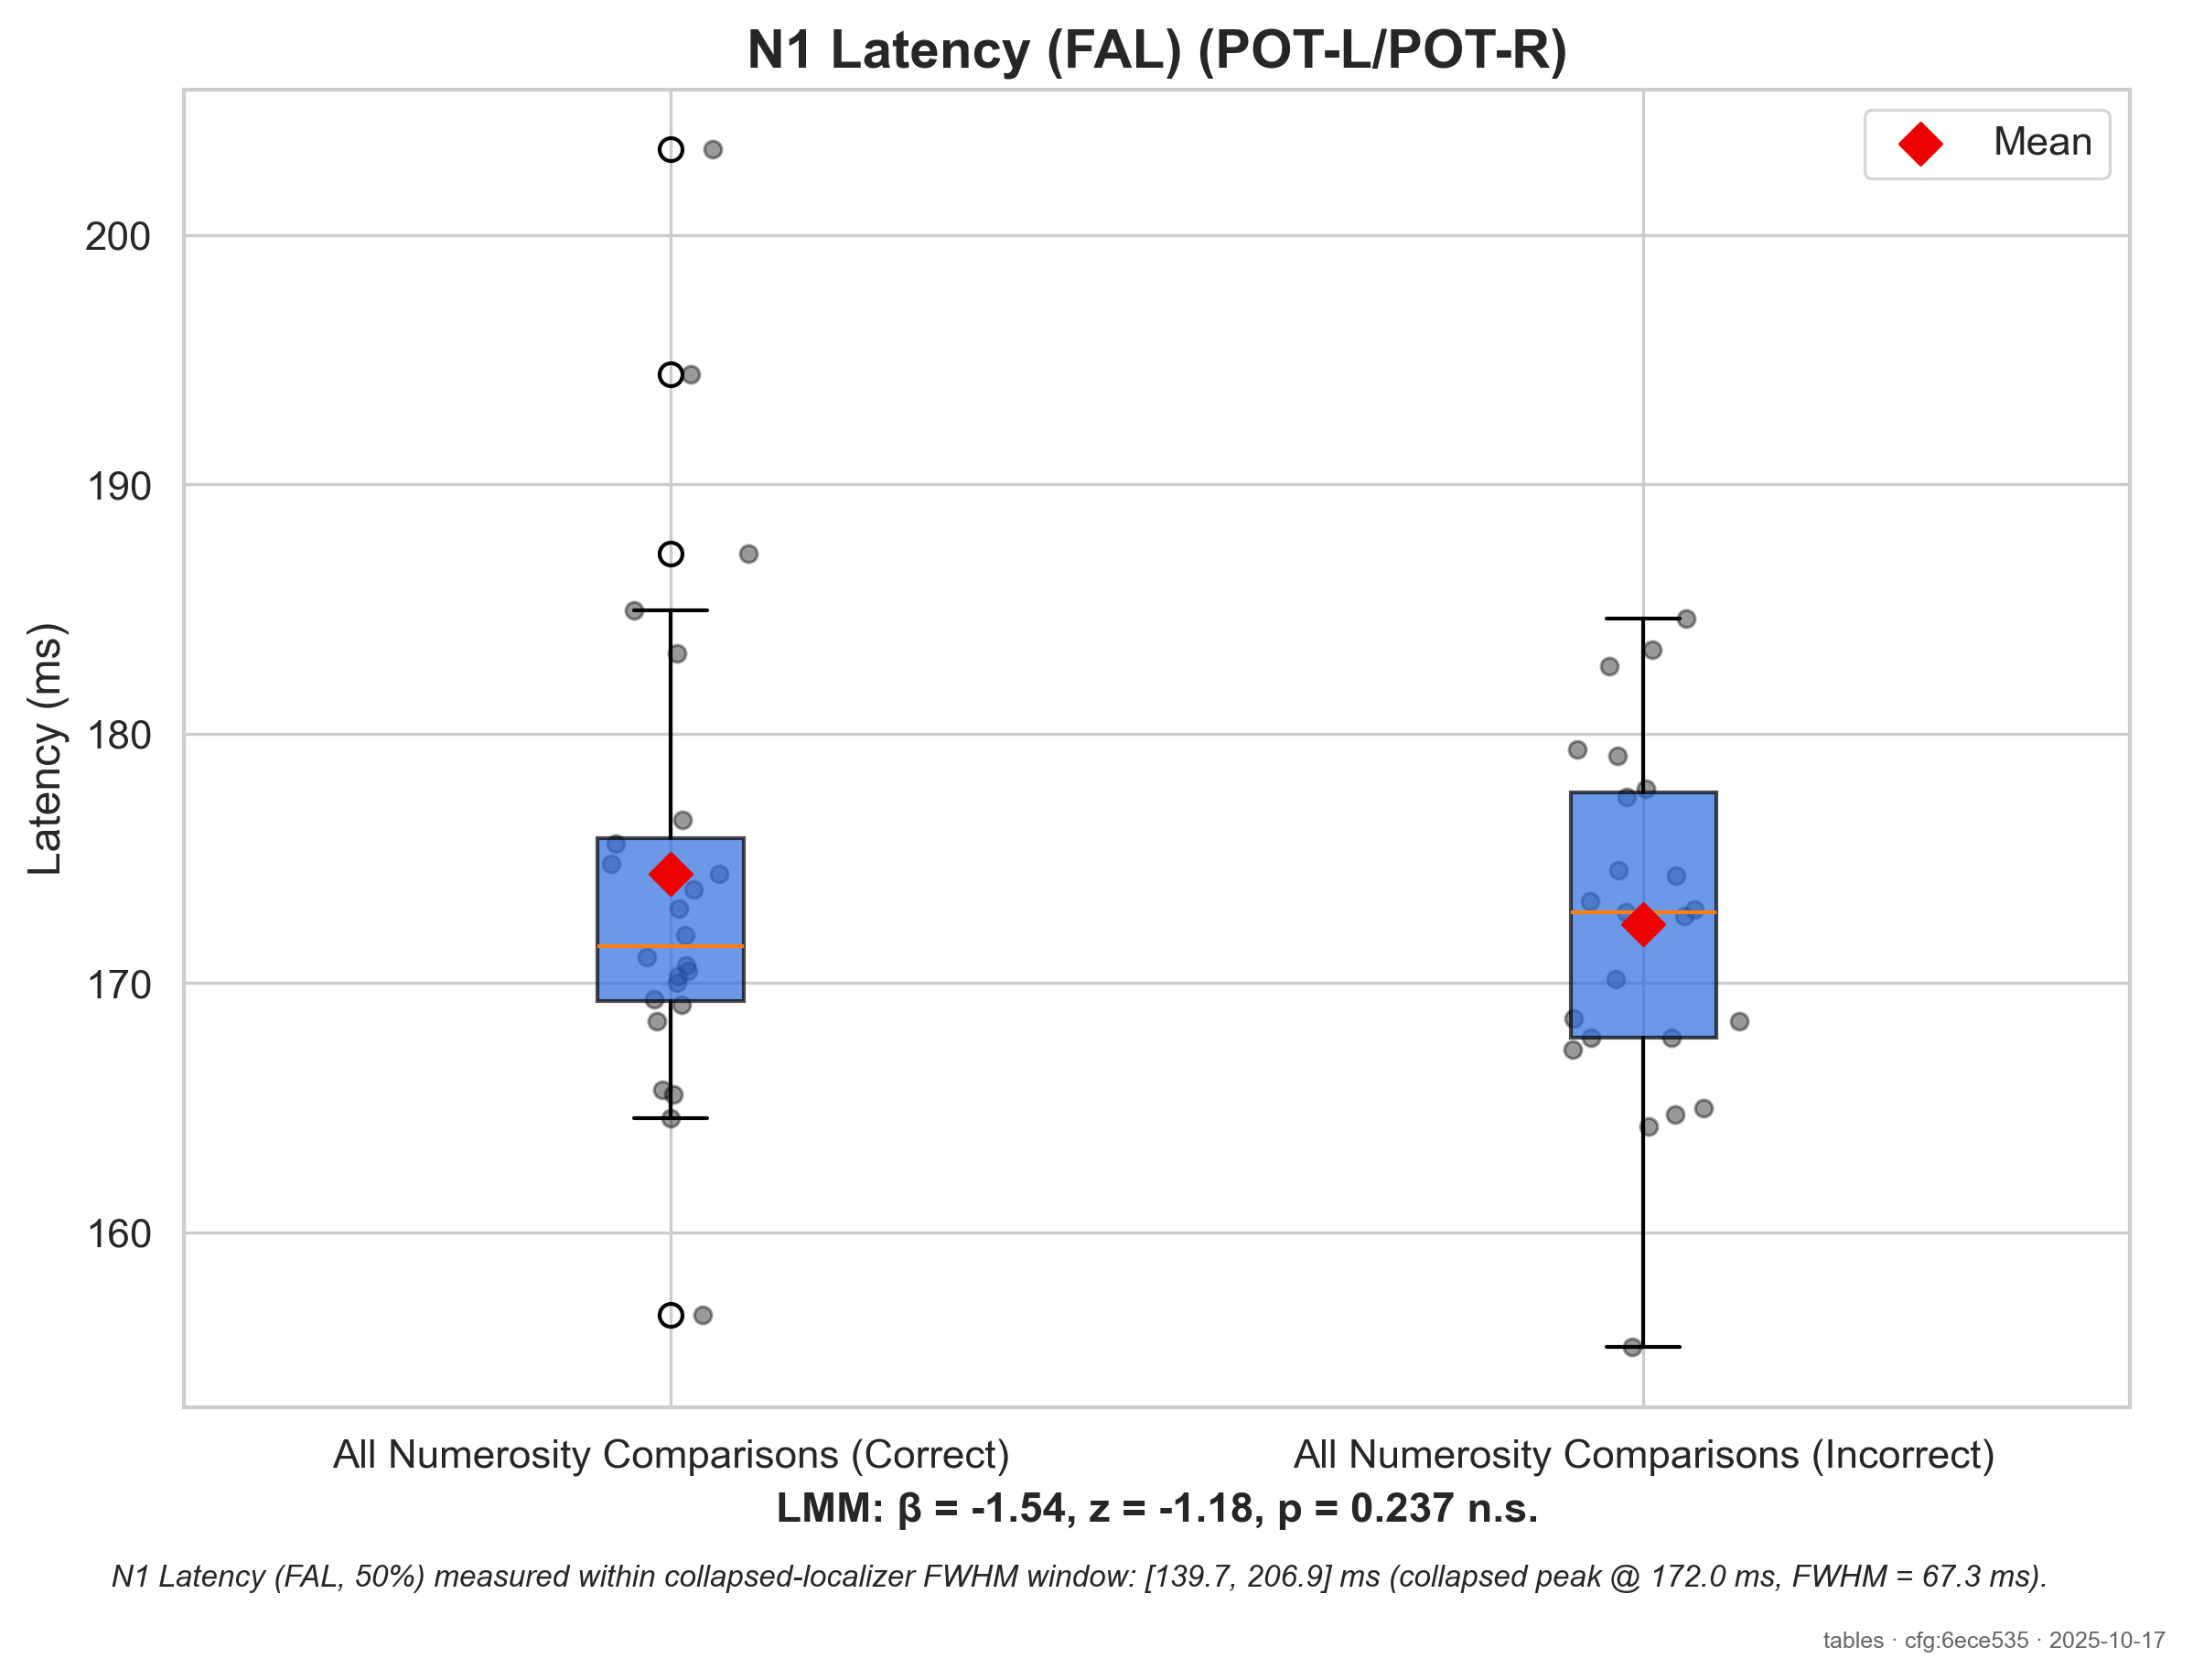 N1 Latency (FAL) (POT-L/POT-R)
Mean
200
190
180
170
160
Latency (ms)
All Numerosity Comparisons (Correct)
All Numerosity Comparisons (Incorrect)
LMM: β = -1.54, z = -1.18, p = 0.237 n.s.
N1 Latency (FAL, 50%) measured within collapsed-localizer FWHM window: [139.7, 206.9] ms (collapsed peak @ 172.0 ms, FWHM = 67.3 ms).
tables · cfg:6ece535 · 2025-10-17